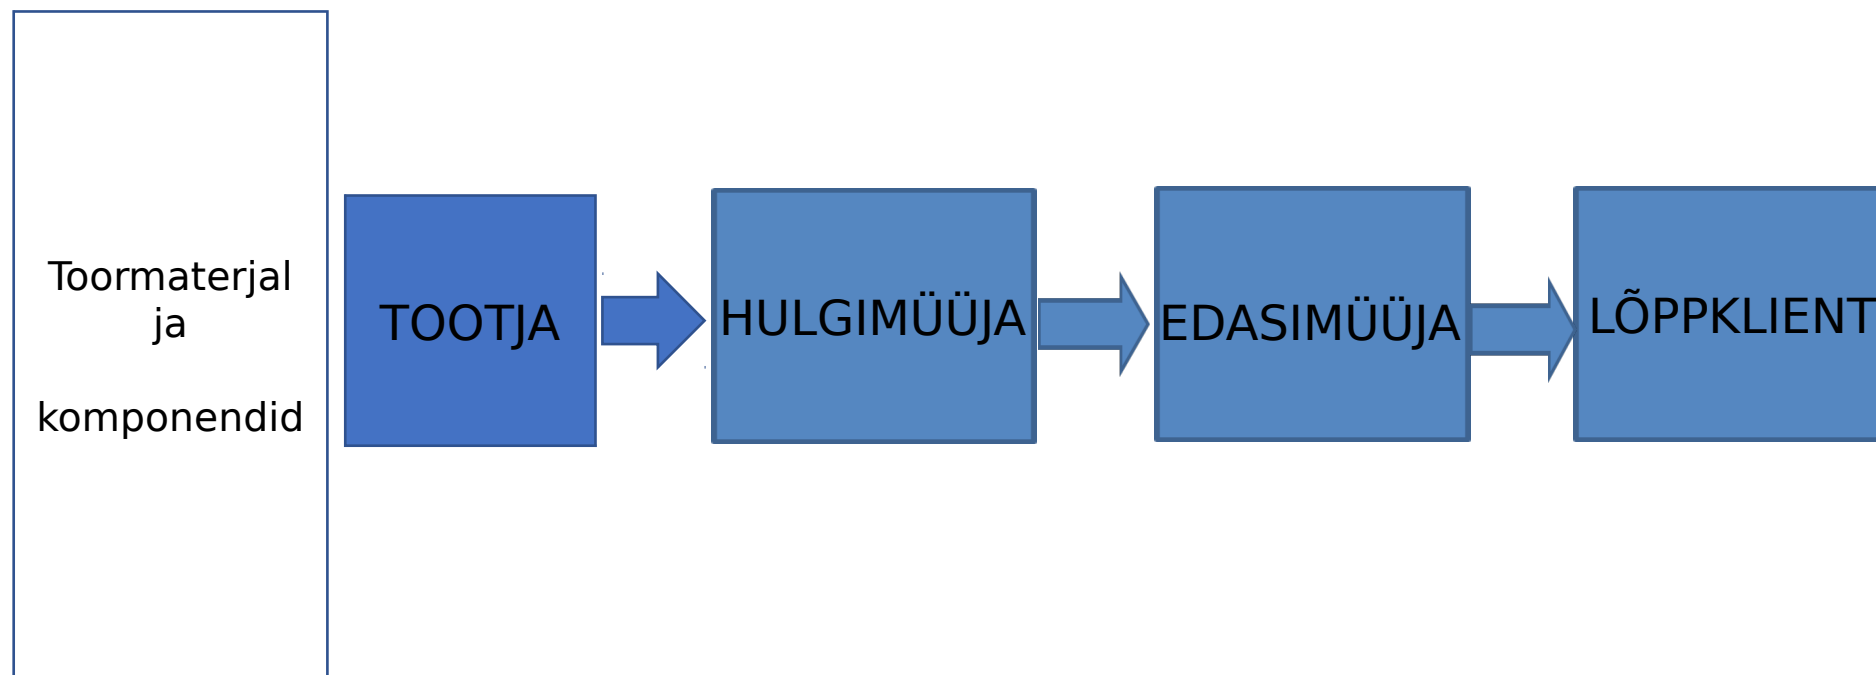 Toormaterjal
ja
komponendid
TOOTJA
HULGIMÜÜJA
EDASIMÜÜJA
LÕPPKLIENT